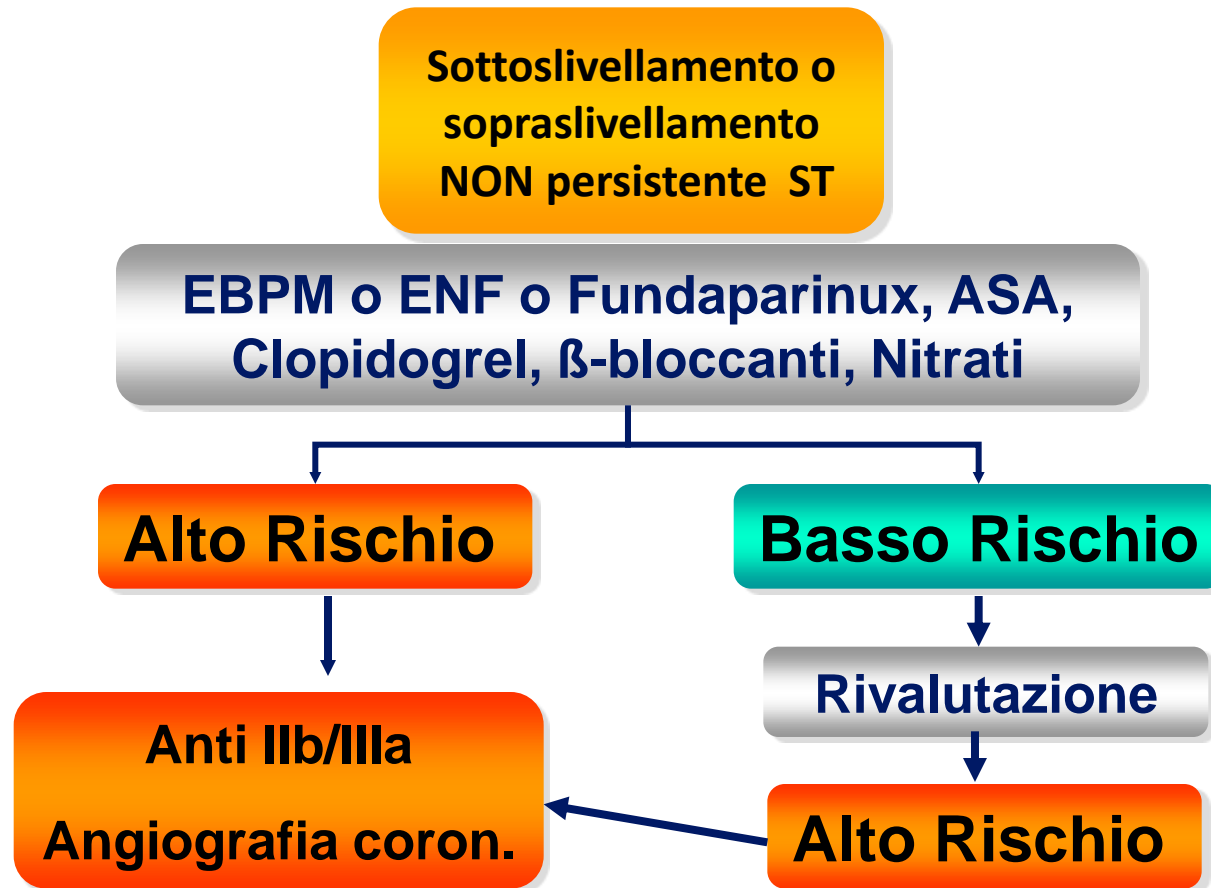 Sottoslivellamento o
sopraslivellamento
NON persistente ST
EBPM o ENF o Fundaparinux, ASA,
Clopidogrel, ß-bloccanti, Nitrati
Alto Rischio
Basso Rischio
Rivalutazione
Anti IIb/IIIa
Angiografia coron.
Alto Rischio